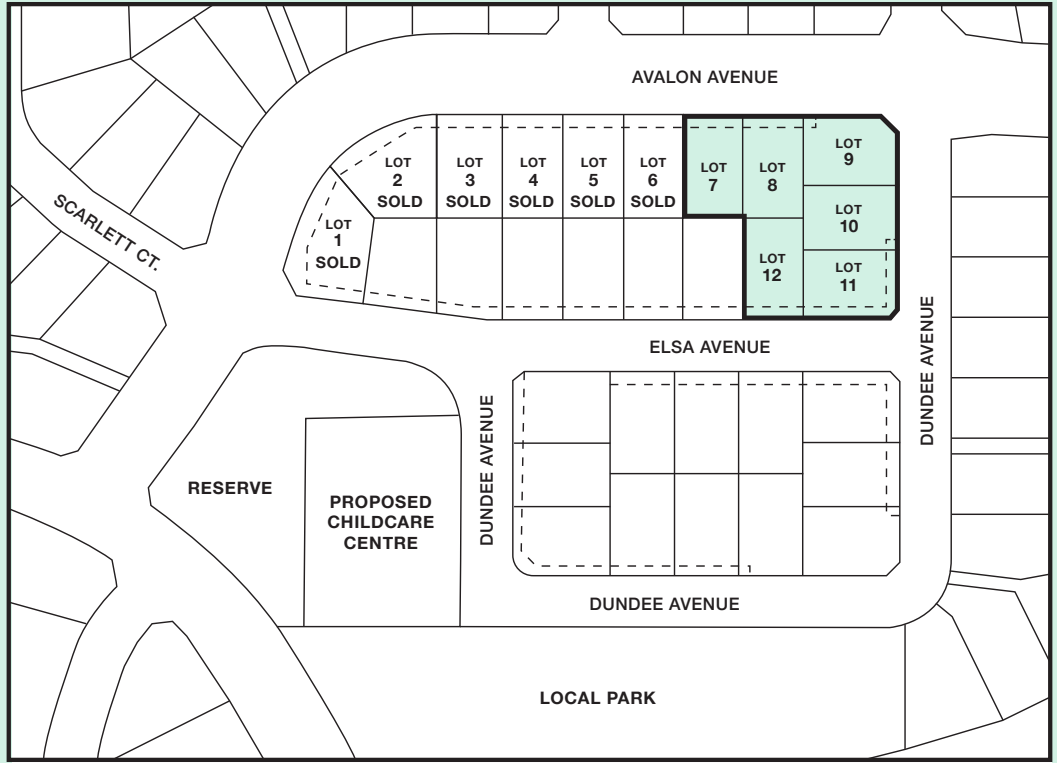 AVALON AVENUE
LOT
1
SOLD
LOT
2
SOLD
LOT
3
SOLD
LOT
4
SOLD
LOT
5
SOLD
LOT
6
SOLD
LOT
7
LOT
8
LOT
9
LOT
10
LOT
11
LOT
12
SCARLETT CT.
ELSA AVENUE
DUNDEE AVENUE
DUNDEE AVENUE
RESERVE
PROPOSED
CHILDCARE
CENTRE
DUNDEE AVENUE
LOCAL PARK